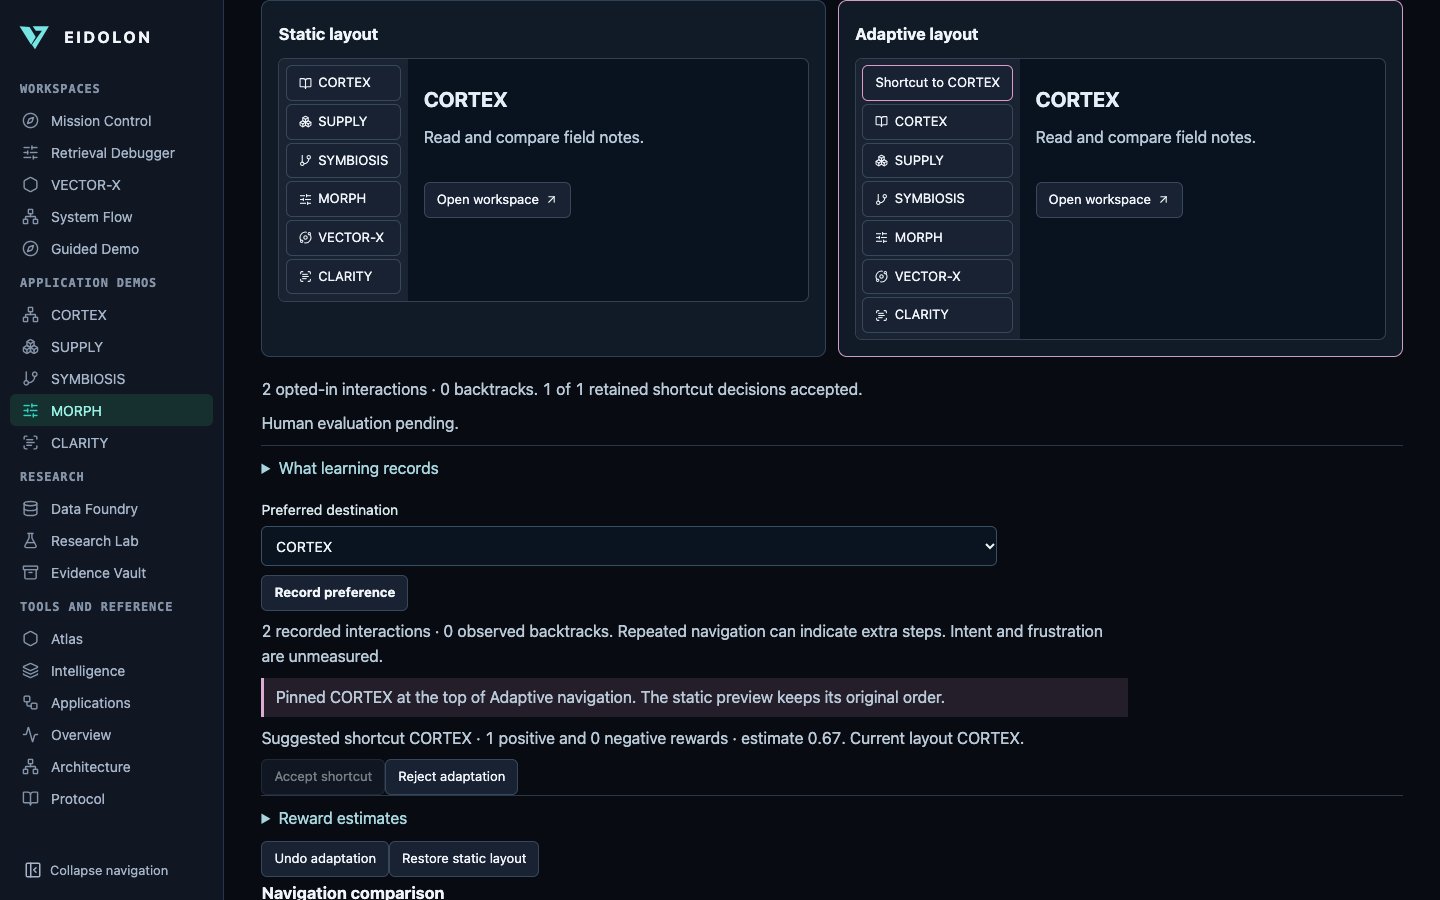 EIDOLON
WORKSPACES
Mission Control
Retrieval Debugger
VECTOR-X
System Flow
Guided Demo
APPLICATION DEMOS
CORTEX
SUPPLY
SYMBIOSIS
MORPH
CLARITY
RESEARCH
Data Foundry
Research Lab
Evidence Vault
TOOLS AND REFERENCE
Atlas
Intelligence
Applications
Overview
Architecture
Protocol
Collapse navigation
Static layout
CORTEX
SUPPLY
SYMBIOSIS
MORPH
VECTOR-X
CLARITY
CORTEX
Read and compare field notes.
Open workspace
Adaptive layout
Shortcut to CORTEX
CORTEX
SUPPLY
SYMBIOSIS
MORPH
VECTOR-X
CLARITY
CORTEX
Read and compare field notes.
Open workspace
2 opted-in interactions · 0 backtracks. 1 of 1 retained shortcut decisions accepted.
Human evaluation pending.
What learning records
Preferred destination
CORTEX
Record preference
2 recorded interactions · 0 observed backtracks. Repeated navigation can indicate extra steps. Intent and frustration
are unmeasured.
Pinned CORTEX at the top of Adaptive navigation. The static preview keeps its original order.
Suggested shortcut CORTEX · 1 positive and 0 negative rewards · estimate 0.67. Current layout CORTEX.
Accept shortcut
Reject adaptation
Reward estimates
Undo adaptation
Restore static layout
Navigation comparison